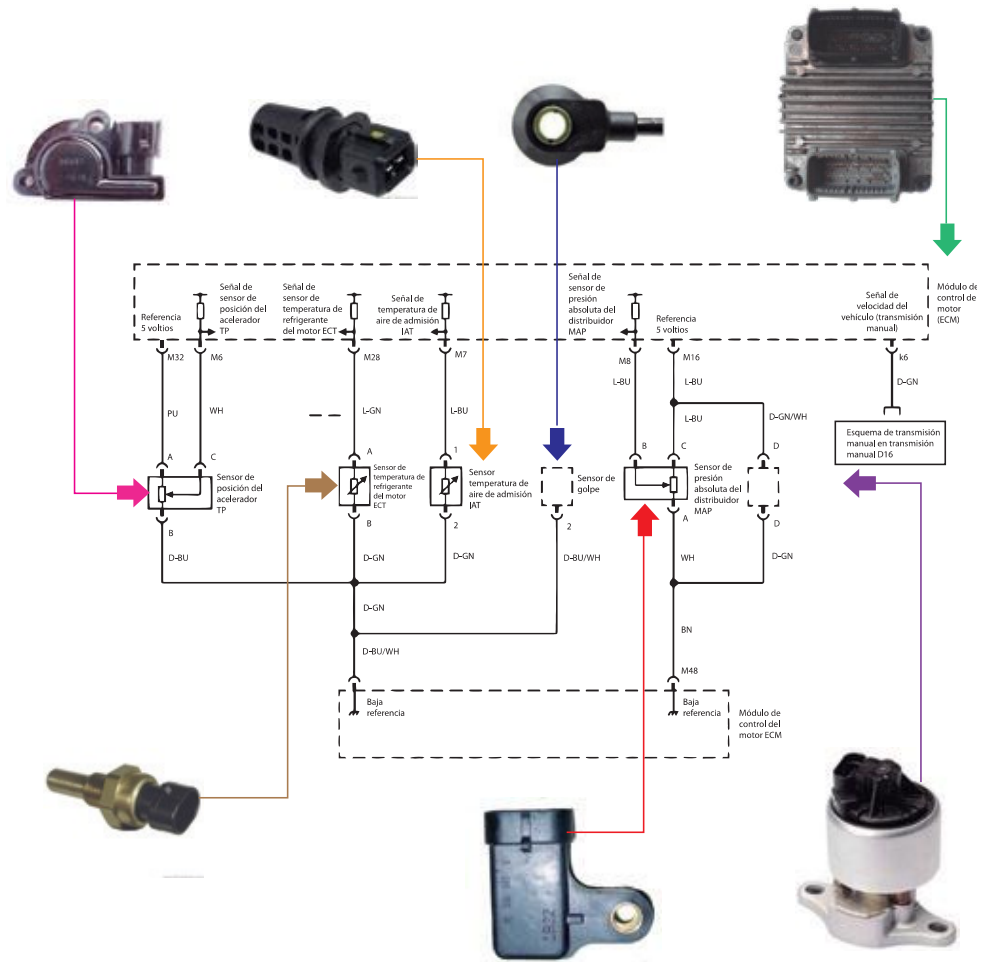 Señal de
sensor de
posición del
acelerador
TP
Señal de
sensor de
temperatura de
refrigerante
del motor ECT
Señal de
temperatura
de aire de
admisión
IAT
Señal de
sensor de
presión
absoluta del
distribuidor
MAP
Señal de
velocidad del
vehículo (transmisión
manual)
Módulo de
control de
motor
(ECM)
Referencia
5 voltios
Referencia
5 voltios
M32
M6
M28
M7
M8
M16
k6
PU
WH
L-GN
L-BU
L-BU
L-BU
L-BU
D-GN/WH
D-GN
Esquema de transmisión
manual en transmisión
manual D16
A
C
A
1
B
C
D
Sensor de
posición del
acelerador
TP
Sensor de
temperatura de
refrigerante
del motor
ECT
Sensor
temperatura de
aire de admisión
IAT
Sensor de
golpe
Sensor de
presión
absoluta del
distribuidor
MAP
B
B
2
2
A
D
D-BU
D-GN
D-GN
D-BU/WH
WH
D-GN
D-GN
BN
D-BU/WH
M48
Baja
referencia
Baja
referencia
Módulo de
control del
motor ECM